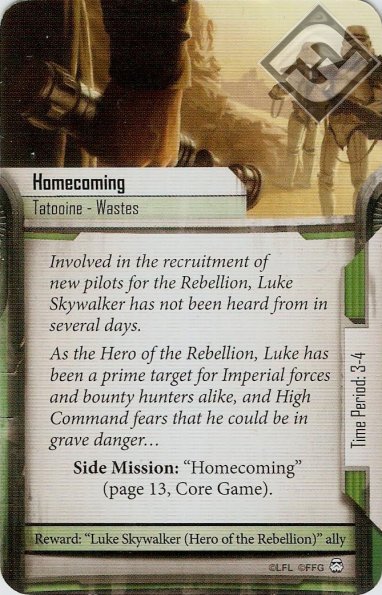 Homecoming
Tatooine - Wastes
Involved in the recruitment of
new pilots for the Rebellion, Luke
Skywalker has not been heard from in
several days.
As the Hero of the Rebellion, Luke has
been a prime target for Imperial forces
and bounty hunters alike, and High
Command fears that he could be in
grave danger…
Side Mission: “Homecoming”
(page 13, Core Game).
Time Period: 3-4
Reward: “Luke Skywalker (Hero of the Rebellion)” ally
©LFL ©FFG